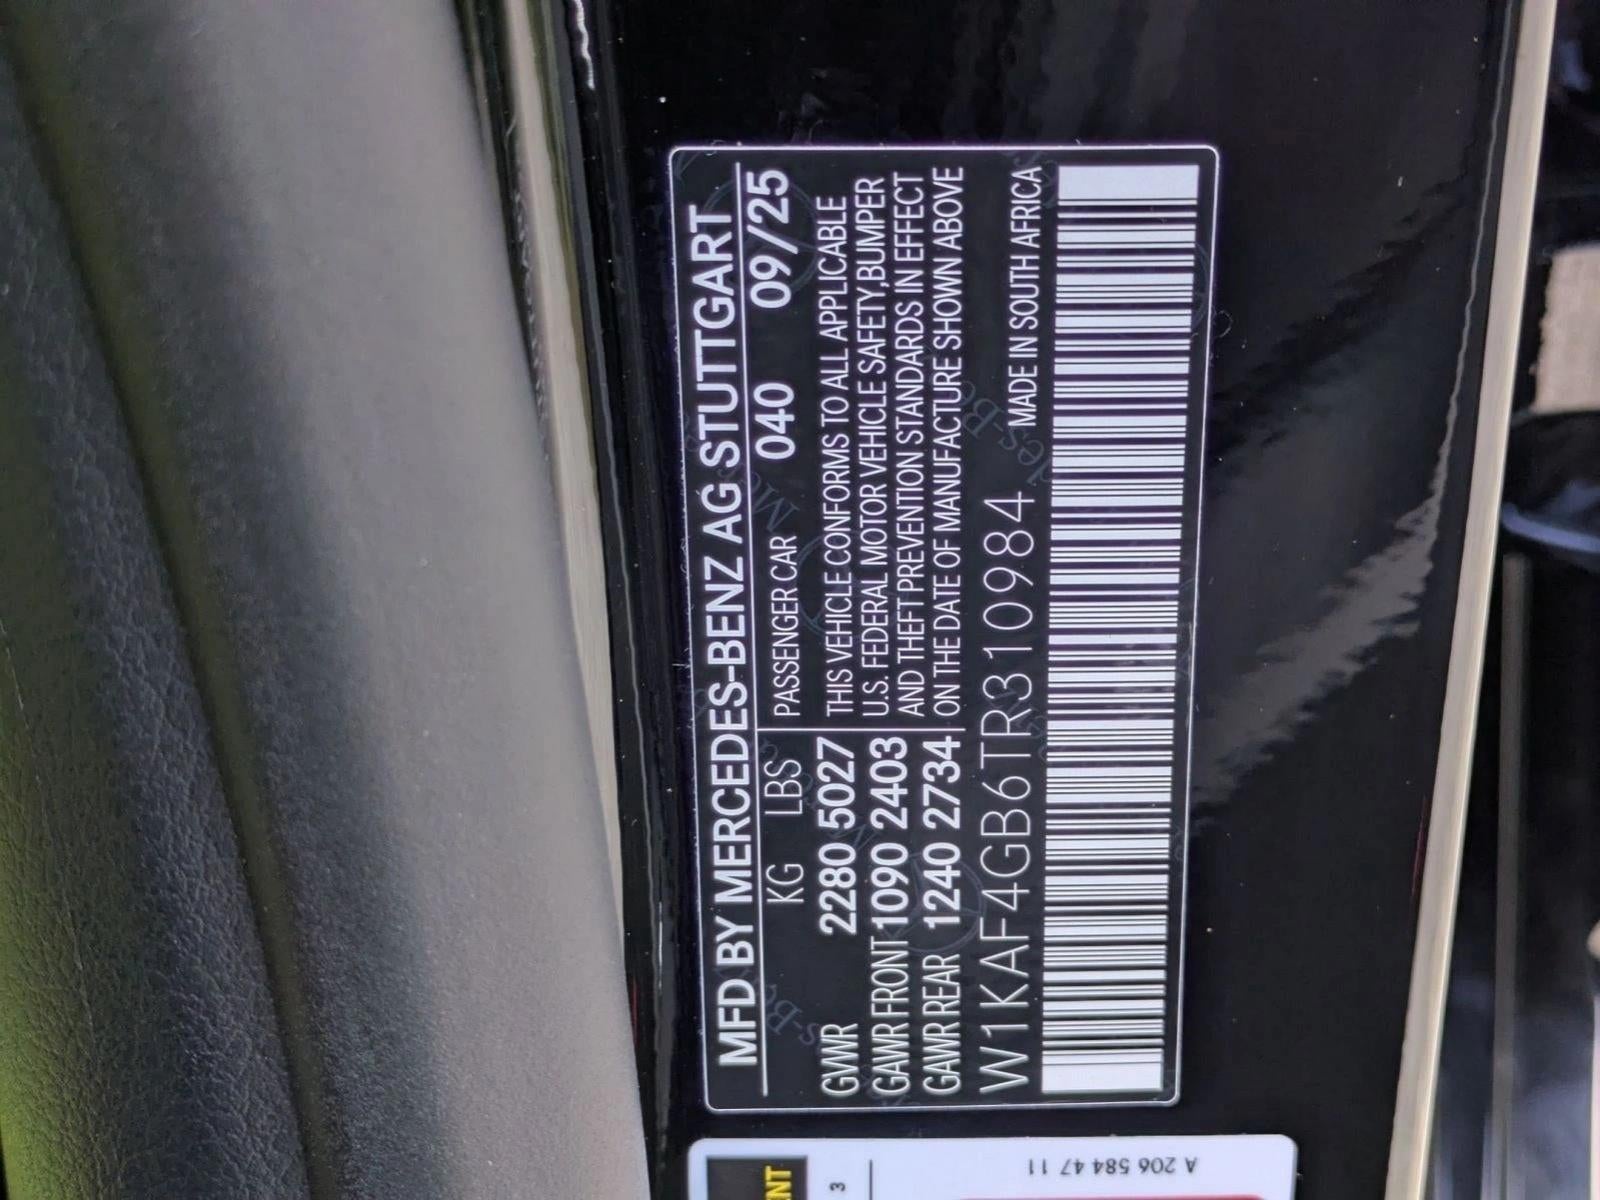 MFD BY MERCEDES-BENZ AG STUTTGART
KG LBS PASSENGER CAR 040 09/25
GVWR 2280 5027 THIS VEHICLE CONFORMS TO ALL APPLICABLE
GAWR FRONT 1090 2403 U.S. FEDERAL MOTOR VEHICLE SAFETY,BUMPER
AND THEFT PREVENTION STANDARDS IN EFFECT
GAWR REAR 1240 2734 ON THE DATE OF MANUFACTURE SHOWN ABOVE
W1KAF4GB6TR310984 MADE IN SOUTH AFRICA
A 206 584 47 11
NT
3